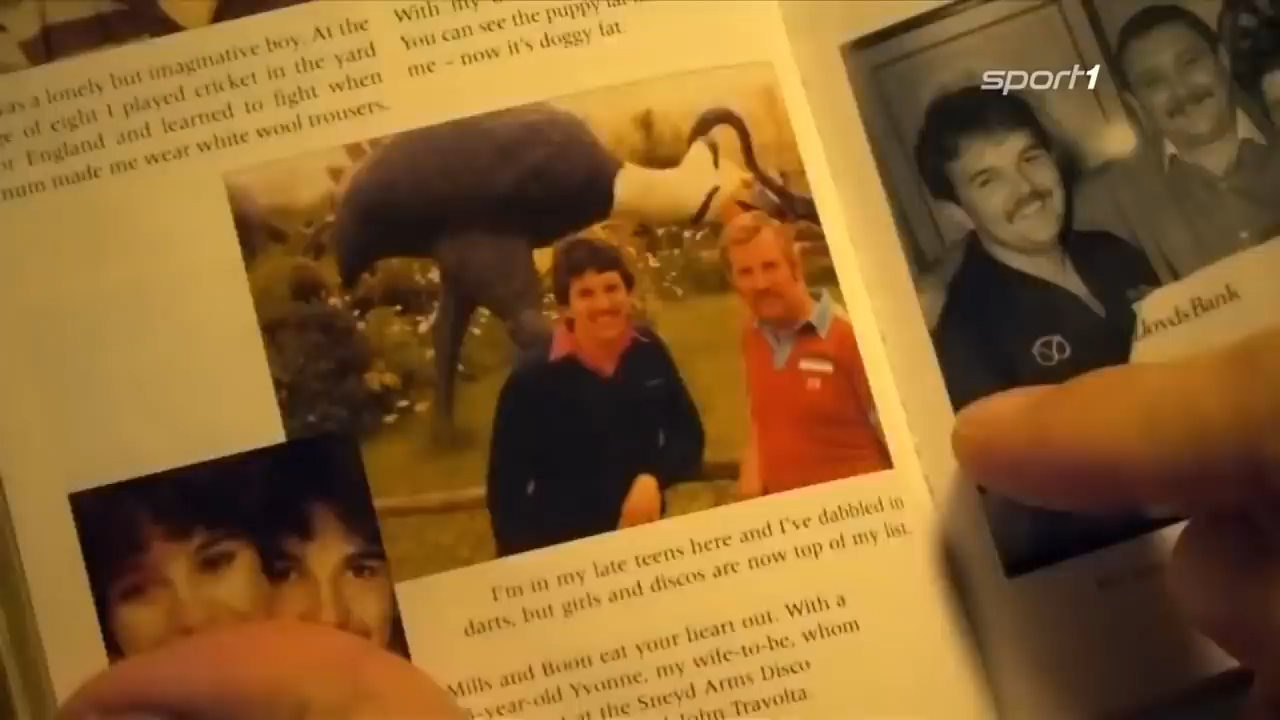 was a lonely but imaginative boy. At the
of eight I played cricket in the yard
England and learned to fight when
made me wear white wool trousers.
With my
You can see the puppy
me – now it's doggy fat.
sport1
Lloyds Bank
I'm in my late teens here and I've dabbled in
darts, but girls and discos are now top of my list.
Mills and Boon eat your heart out. With a
-year-old Yvonne, my wife-to-be, whom
at the Sneyd Arms Disco
John Travolta